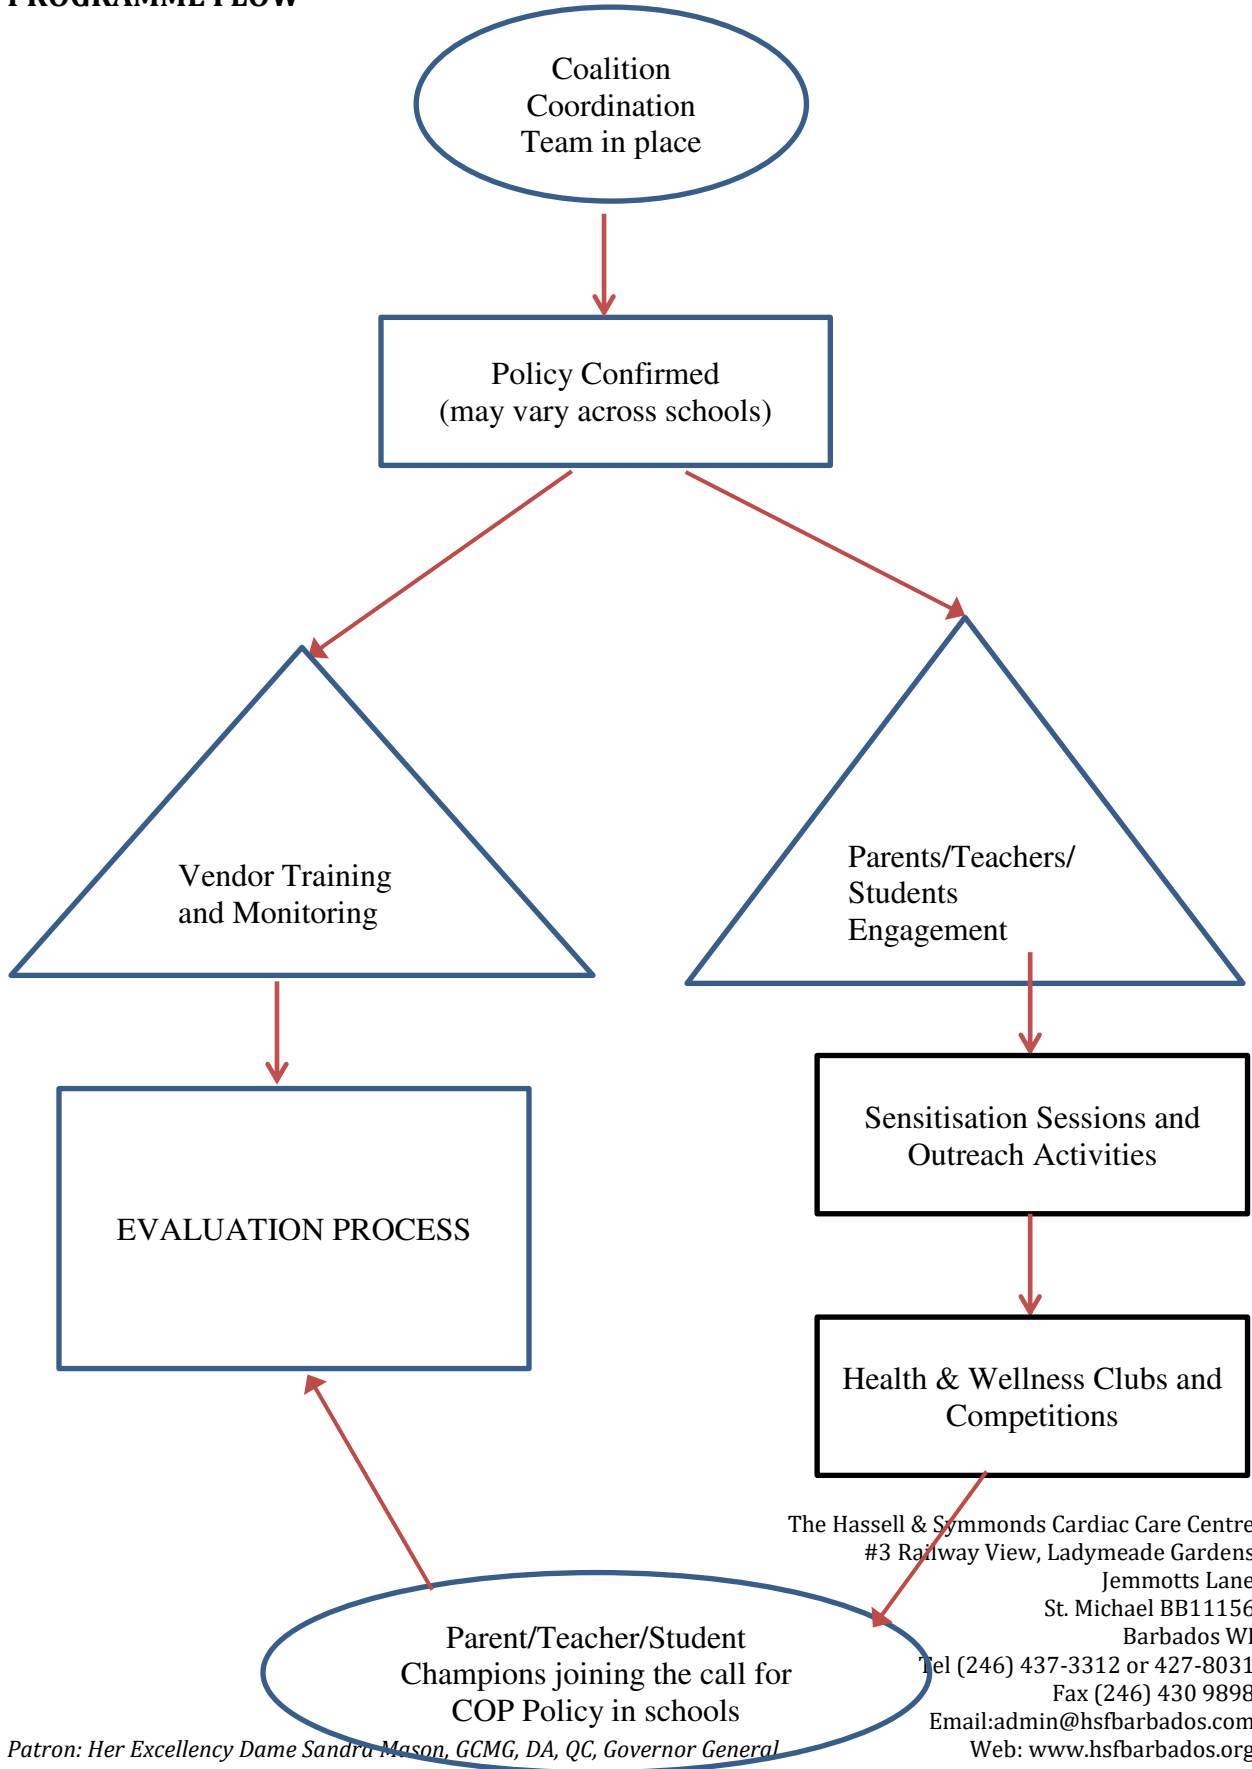 PROGRAMME FLOW
Coalition
Coordination
Team in place
Policy Confirmed
(may vary across schools)
Vendor Training
and Monitoring
Parents/Teachers/
Students
Engagement
EVALUATION PROCESS
Sensitisation Sessions and
Outreach Activities
Health & Wellness Clubs and
Competitions
Parent/Teacher/Student
Champions joining the call for
COP Policy in schools
The Hassell & Symmonds Cardiac Care Centre
#3 Railway View, Ladymeade Gardens
Jemmotts Lane
St. Michael BB11156
Barbados WI
Tel (246) 437-3312 or 427-8031
Fax (246) 430 9898
Email:admin@hsfbarbados.com
Web: www.hsfbarbados.org
Patron: Her Excellency Dame Sandra Mason, GCMG, DA, QC, Governor General